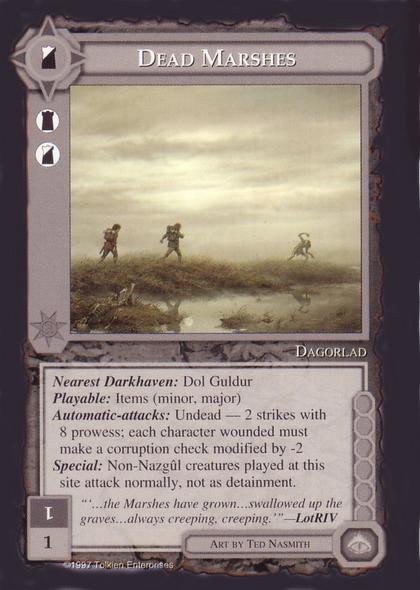 DEAD MARSHES
DAGORLAD
Nearest Darkhaven: Dol Guldur
Playable: Items (minor, major)
Automatic-attacks: Undead — 2 strikes with
8 prowess; each character wounded must
make a corruption check modified by -2
Special: Non-Nazgûl creatures played at this
site attack normally, not as detainment.
“‘...the Marshes have grown...swallowed up the
graves...always creeping, creeping.’”—LotRIV
1
1
ART BY TED NASMITH
©1997 Tolkien Enterprises